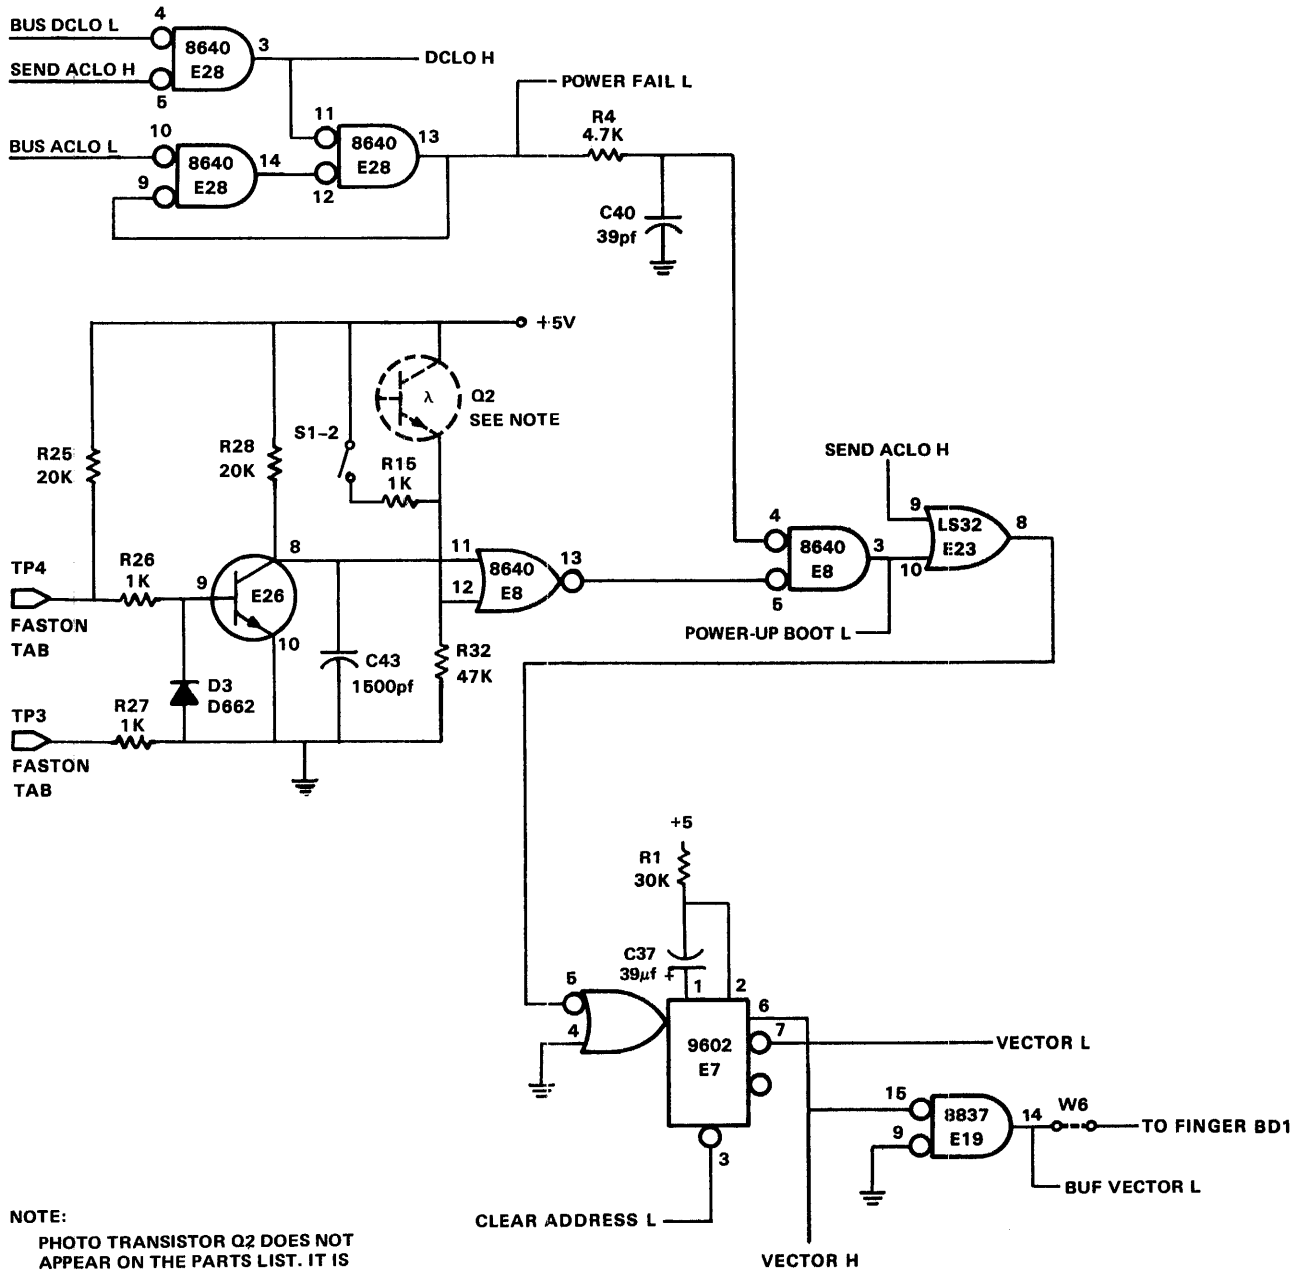 BUS DCLO L
4
8640
E28
3
DCLO H
SEND ACLO H
5
POWER FAIL L
11
8640
E28
13
R4
4.7K
10
BUS ACLO L
8640
E28
14
9
12
C40
39pf
+5V
Q2
SEE NOTE
λ
S1-2
R15
1K
R25
20K
R28
20K
SEND ACLO H
9
LS32
E23
8
10
4
8640
E8
3
5
POWER-UP BOOT L
TP4
FASTON
TAB
R26
1K
9
8
E26
10
11
8640
E8
13
12
C43
1500pf
R32
47K
D3
D662
TP3
FASTON
TAB
R27
1K
+5
R1
30K
C37
39µf +
1
2
5
4
9602
E7
6
7
VECTOR L
3
CLEAR ADDRESS L
15
8837
E19
14
9
W6
TO FINGER BD1
BUF VECTOR L
VECTOR H
NOTE:
PHOTO TRANSISTOR Q2 DOES NOT
APPEAR ON THE PARTS LIST. IT IS